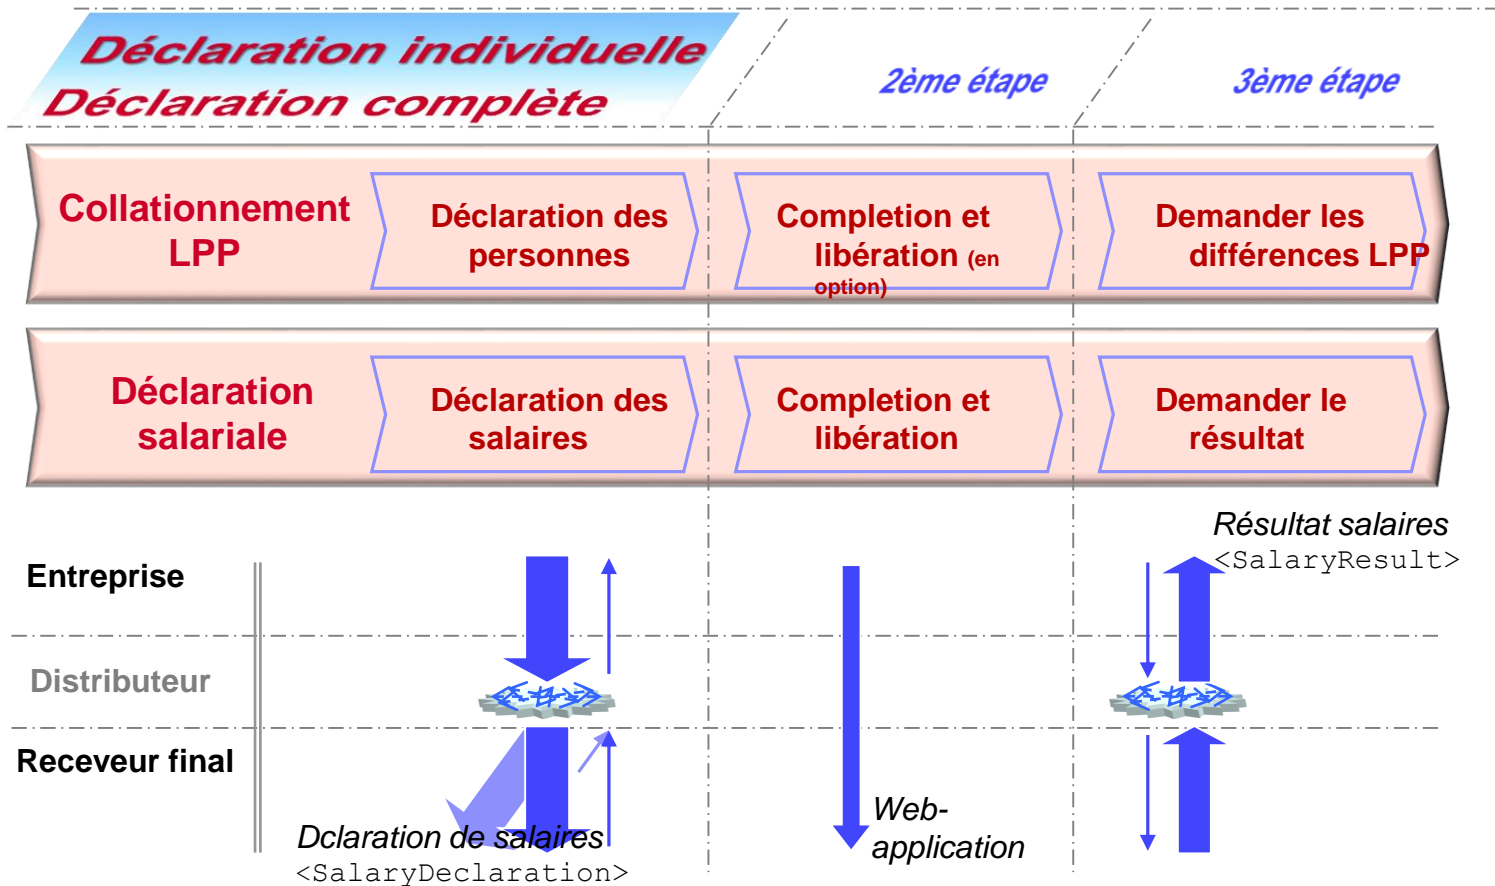 Déclaration individuelle
Déclaration complète
2ème étape
3ème étape
Collationnement
LPP
Déclaration des
personnes
Completion et
libération (en
option)
Demander les
différences LPP
Déclaration
salariale
Déclaration des
salaires
Completion et
libération
Demander le
résultat
Résultat salaires
<SalaryResult>
Entreprise
Distributeur
Receveur final
Dclaration de salaires
<SalaryDeclaration>
Web-
application